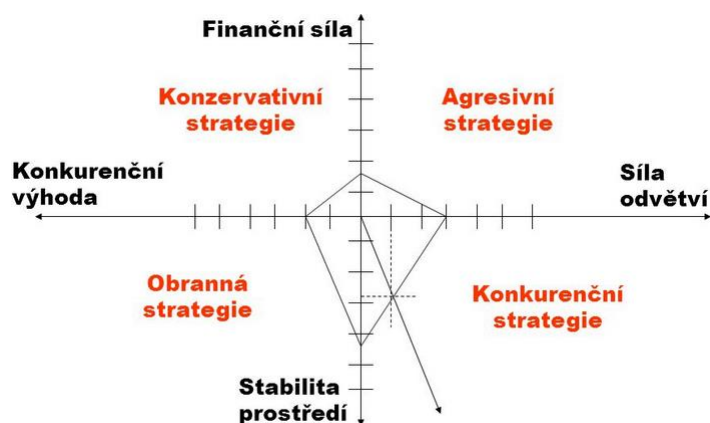 Finanční síla
Konzervativní
strategie
Agresivní
strategie
Konkurenční
výhoda
Síla
odvětví
Obranná
strategie
Konkurenční
strategie
Stabilita
prostředí